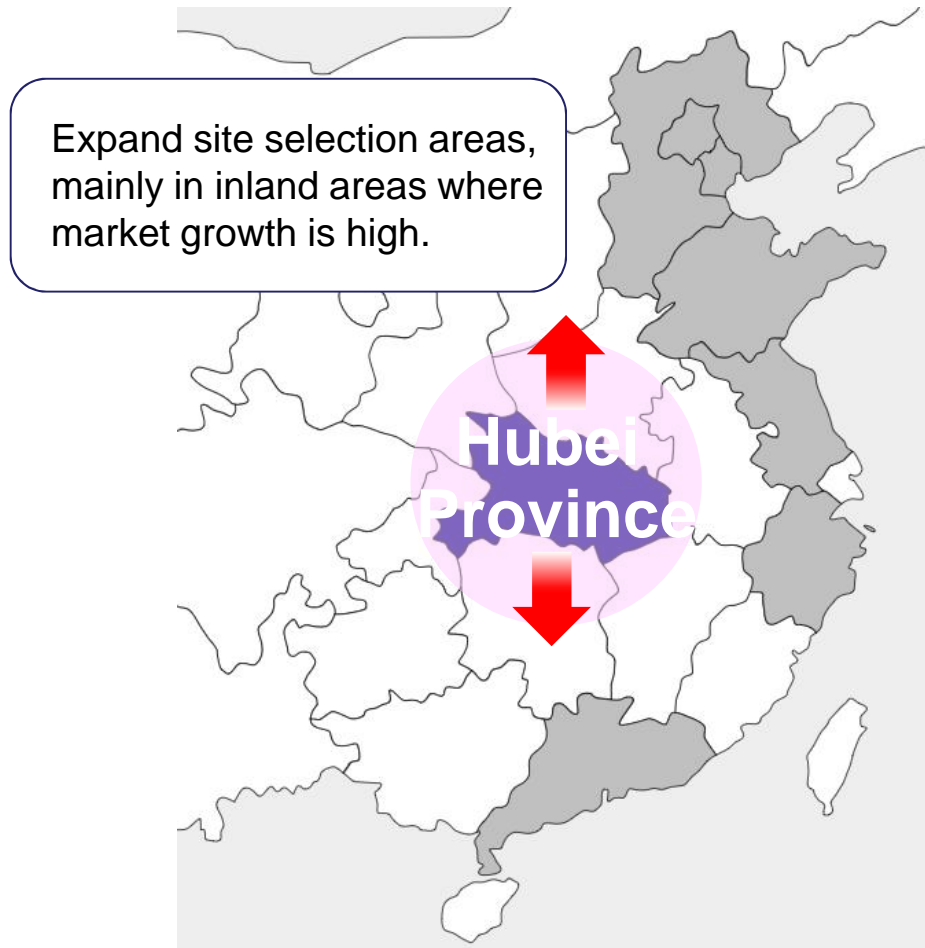 Expand site selection areas,
mainly in inland areas where
market growth is high.
Hubei
Province